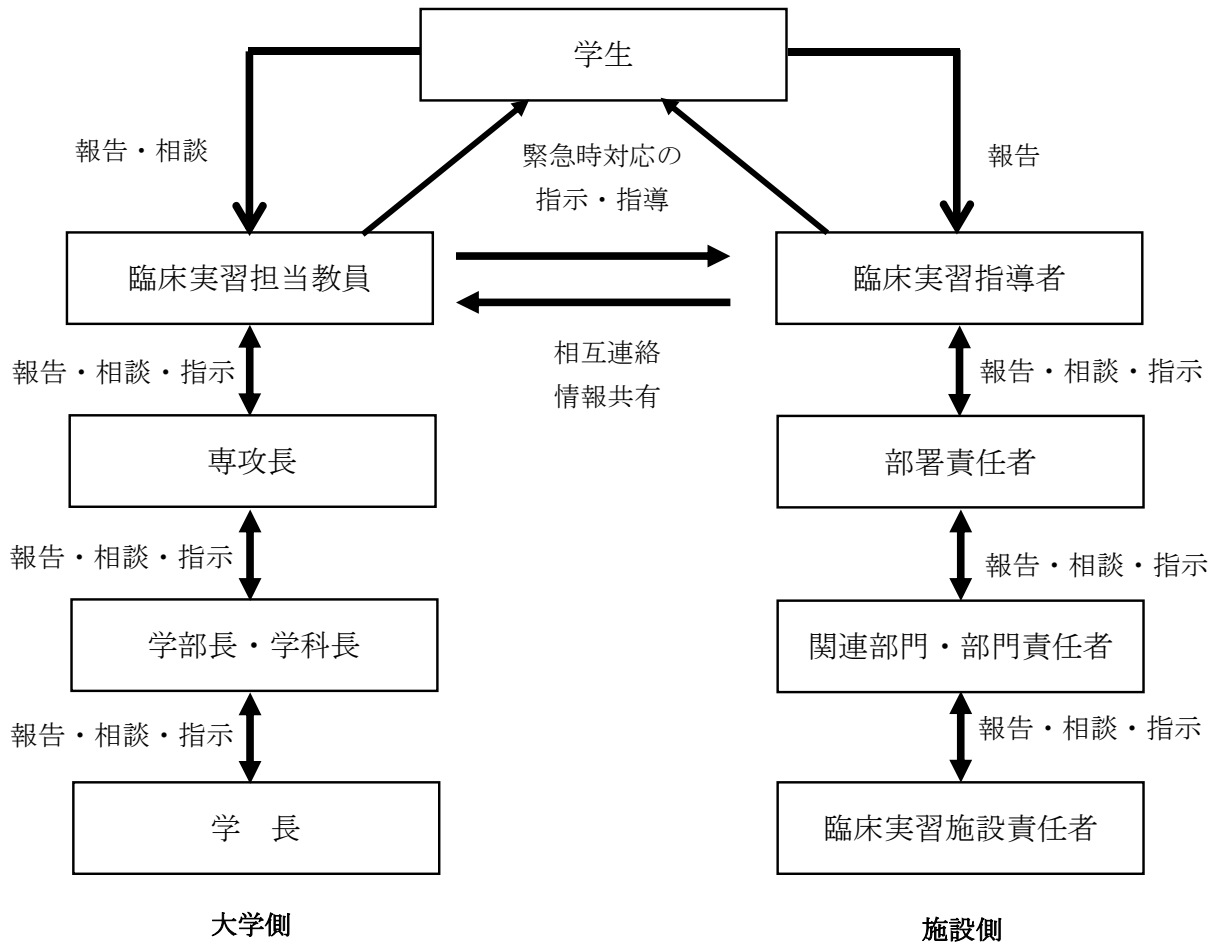 学生
報告・相談
緊急時対応の
指示・指導
報告
臨床実習担当教員
臨床実習指導者
相互連絡
情報共有
報告・相談・指示
報告・相談・指示
専攻長
部署責任者
報告・相談・指示
報告・相談・指示
学部長・学科長
関連部門・部門責任者
報告・相談・指示
報告・相談・指示
学　長
臨床実習施設責任者
大学側
施設側